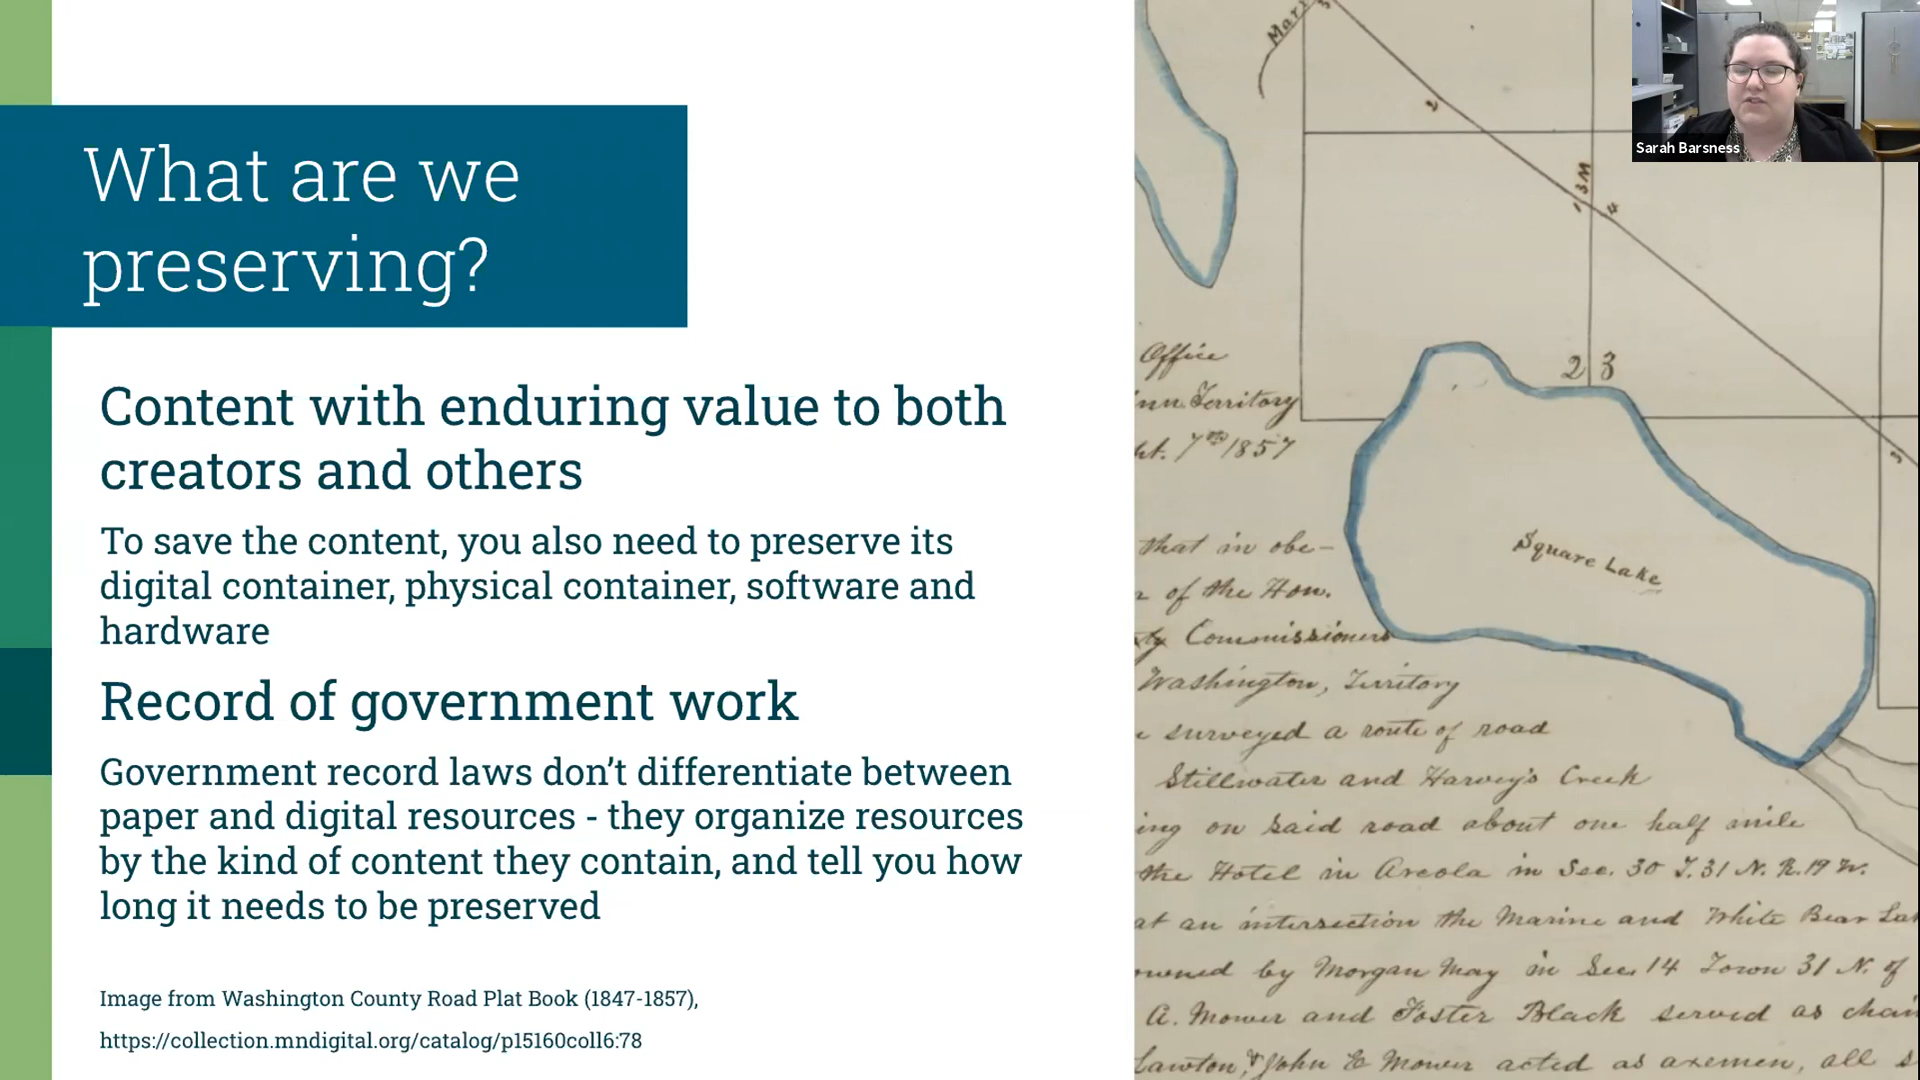 What are we
preserving?
Content with enduring value to both
creators and others
To save the content, you also need to preserve its
digital container, physical container, software and
hardware
Record of government work
Government record laws don’t differentiate between
paper and digital resources - they organize resources
by the kind of content they contain, and tell you how
long it needs to be preserved
Image from Washington County Road Plat Book (1847-1857),
https://collection.mndigital.org/catalog/p15160coll6:78
Sarah Barsness
2
3M
1 4
2 3
3
Square Lake
Office
Territory
7th 1857
that in obe-
of the Hon.
Commissioners
Washington, Territory
surveyed a route of road
Stillwater and Harvey's Creek
ing on said road about one half mile
the Hotel in Arcola in Sec. 30 T. 31 N. R. 19 W.
at an intersection the Marine and White Bear
owned by Morgan May in Sec. 14 Town 31 N. of
A. Mower and Foster Black served as
Lawton, & John E Mower acted as axemen, all